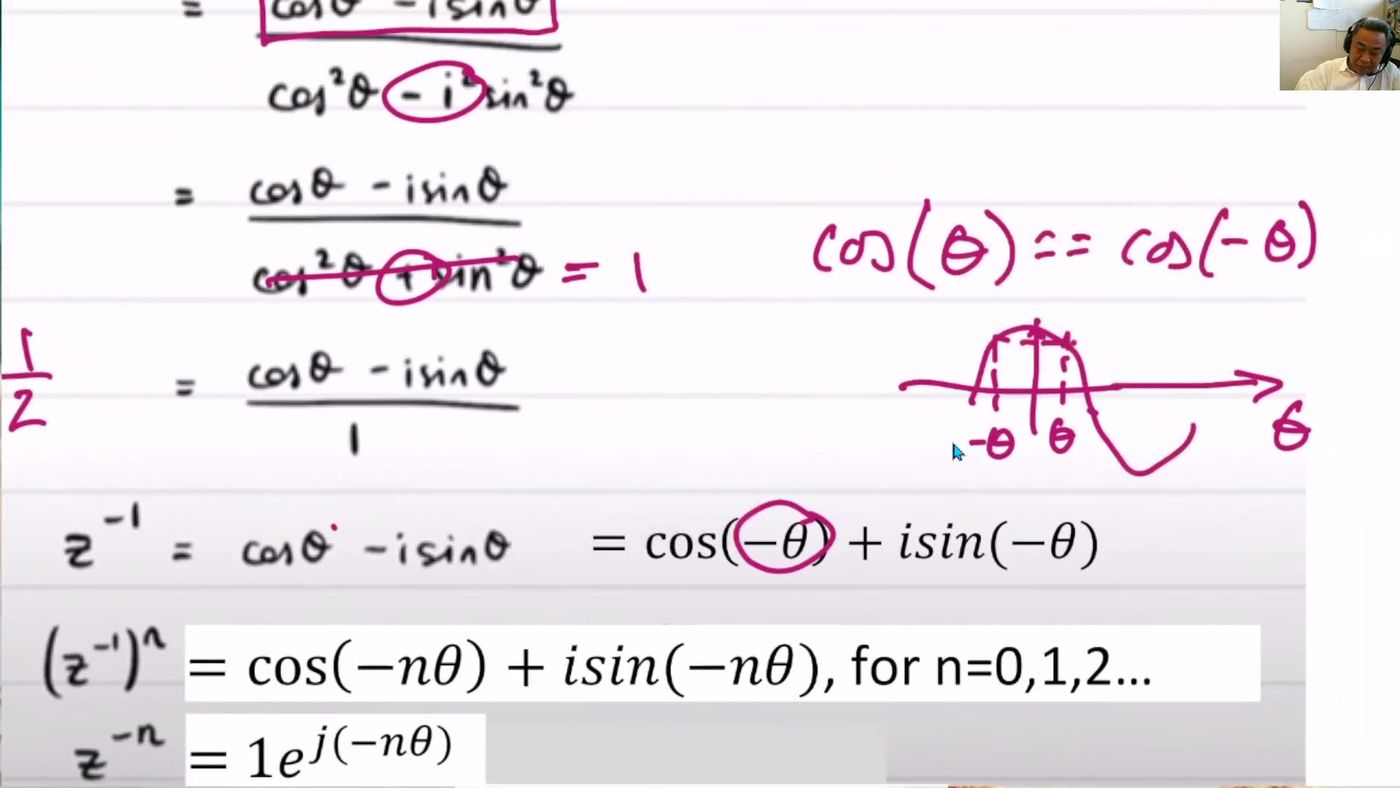 = cosθ - isinθ
cos²θ - i²sin²θ
= cosθ - isinθ
cos²θ + sin²θ = 1
cos(θ) == cos(-θ)
1
2
= cosθ - isinθ
1
-θ θ θ
z⁻¹ = cosθ - isinθ = cos(−θ) + isin(−θ)
(z⁻¹)ⁿ = cos(−nθ) + isin(−nθ), for n=0,1,2...
z⁻ⁿ = 1e^{j(−nθ)}